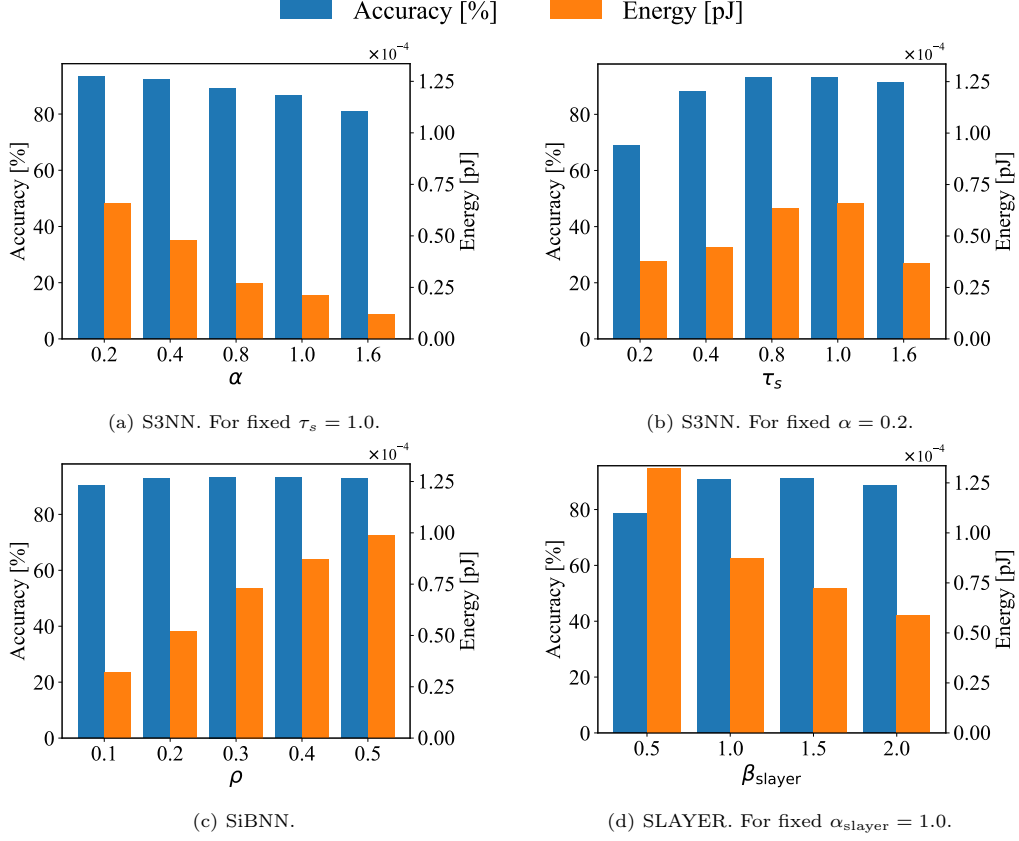 Accuracy [%] Energy [pJ]
×10⁻⁴
Accuracy [%]
80
60
40
20
0
1.25
1.00
0.75
0.50
0.25
0.00
Energy [pJ]
0.2 0.4 0.8 1.0 1.6
α
(a) S3NN. For fixed τₛ = 1.0.
×10⁻⁴
Accuracy [%]
80
60
40
20
0
1.25
1.00
0.75
0.50
0.25
0.00
Energy [pJ]
0.2 0.4 0.8 1.0 1.6
τₛ
(b) S3NN. For fixed α = 0.2.
×10⁻⁴
Accuracy [%]
80
60
40
20
0
1.25
1.00
0.75
0.50
0.25
0.00
Energy [pJ]
0.1 0.2 0.3 0.4 0.5
ρ
(c) SiBNN.
×10⁻⁴
Accuracy [%]
80
60
40
20
0
1.25
1.00
0.75
0.50
0.25
0.00
Energy [pJ]
0.5 1.0 1.5 2.0
β_slayer
(d) SLAYER. For fixed α_slayer = 1.0.